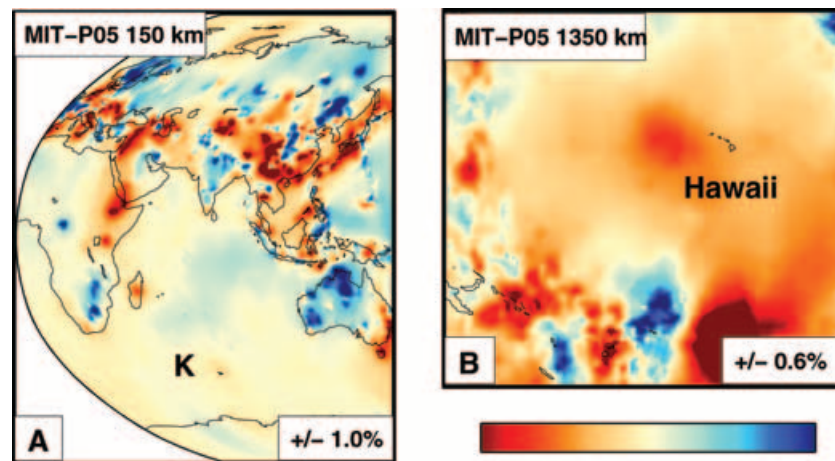 MIT-P05 150 km
K
A
+/- 1.0%
MIT-P05 1350 km
Hawaii
B
+/- 0.6%